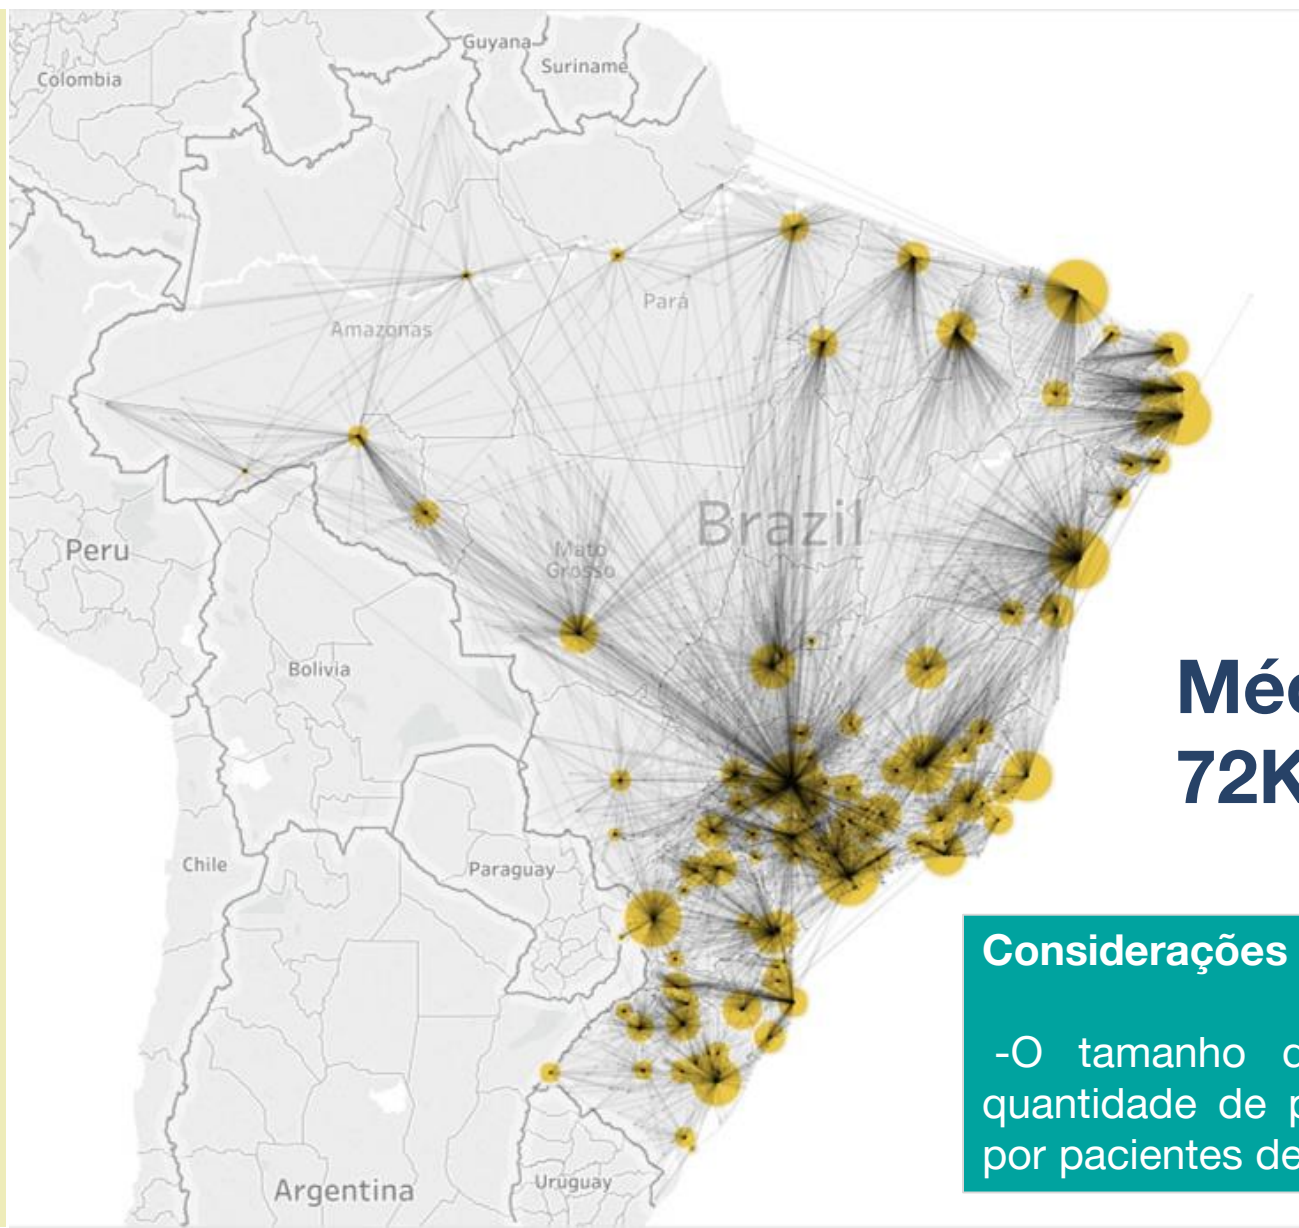 Guyana
Suriname
Colombia
Pará
Amazonas
Brazil
Peru
Mato
Grosso
Bolivia
Méd
72K
Chile
Paraguay
Considerações
-O tamanho d
quantidade de p
por pacientes de
Argentina
Uruguay